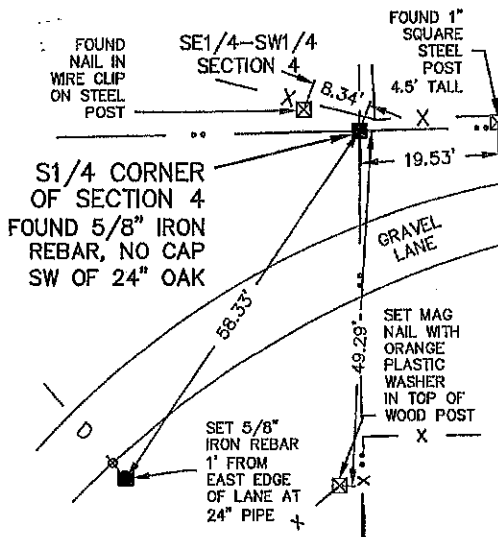 FOUND
NAIL IN
WIRE CLIP
ON STEEL
POST
SE1/4-SW1/4
SECTION 4
FOUND 1"
SQUARE
STEEL
POST
4.5' TALL
X
8.34'
X
19.53'
S1/4 CORNER
OF SECTION 4
FOUND 5/8" IRON
REBAR, NO CAP
SW OF 24" OAK
GRAVEL
LANE
58.33'
49.29'
SET MAG
NAIL WITH
ORANGE
PLASTIC
WASHER
IN TOP OF
WOOD POST
X
SET 5/8"
IRON REBAR
1' FROM
EAST EDGE
OF LANE AT
24" PIPE
X